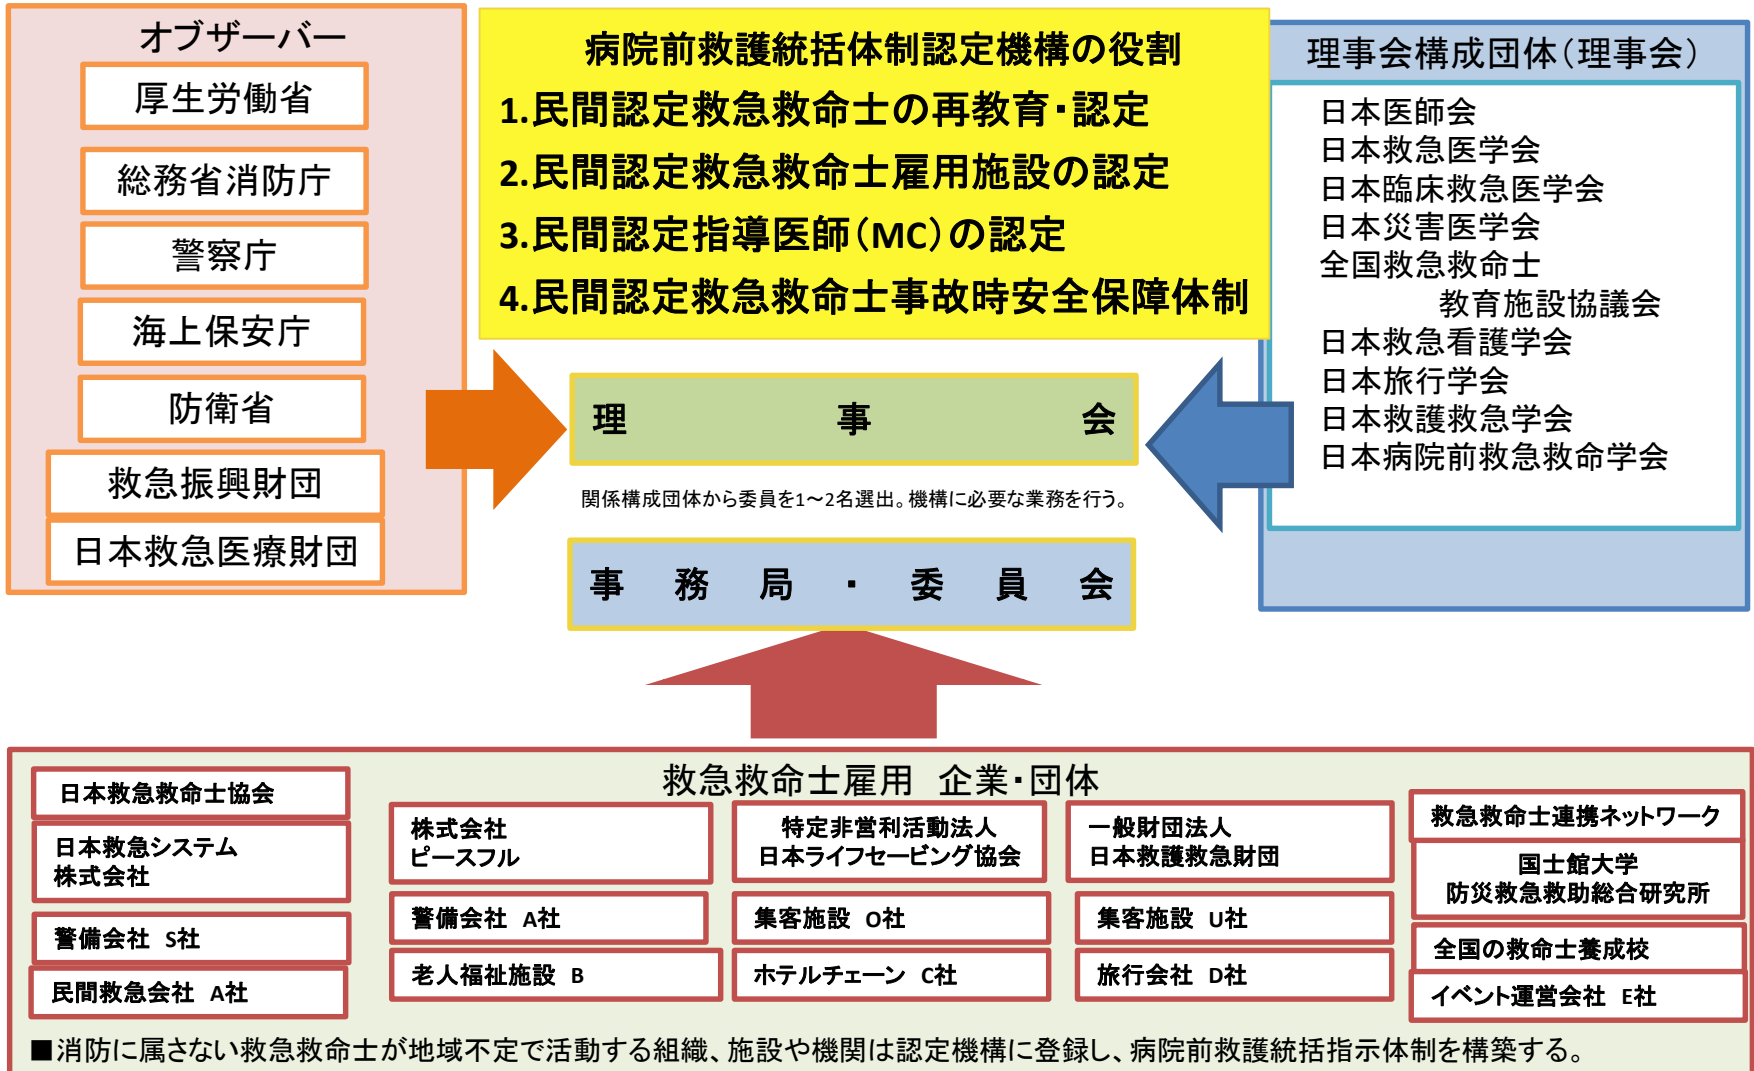 オブザーバー
厚生労働省
総務省消防庁
警察庁
海上保安庁
防衛省
救急振興財団
日本救急医療財団
病院前救護統括体制認定機構の役割
1.民間認定救急救命士の再教育・認定
2.民間認定救急救命士雇用施設の認定
3.民間認定指導医師(MC)の認定
4.民間認定救急救命士事故時安全保障体制
理事会構成団体(理事会)
日本医師会
日本救急医学会
日本臨床救急医学会
日本災害医学会
全国救急救命士
教育施設協議会
日本救急看護学会
日本旅行学会
日本救護救急学会
日本病院前救急救命学会
理 事 会
関係構成団体から委員を1～2名選出。機構に必要な業務を行う。
事 務 局 ・ 委 員 会
救急救命士雇用 企業・団体
日本救急救命士協会
日本救急システム
株式会社
警備会社 S社
民間救急会社 A社
株式会社
ピースフル
警備会社 A社
老人福祉施設 B
特定非営利活動法人
日本ライフセービング協会
集客施設 O社
ホテルチェーン C社
一般財団法人
日本救護救急財団
集客施設 U社
旅行会社 D社
救急救命士連携ネットワーク
国士館大学
防災救急救助総合研究所
全国の救命士養成校
イベント運営会社 E社
■消防に属さない救急救命士が地域不定で活動する組織、施設や機関は認定機構に登録し、病院前救護統括指示体制を構築する。